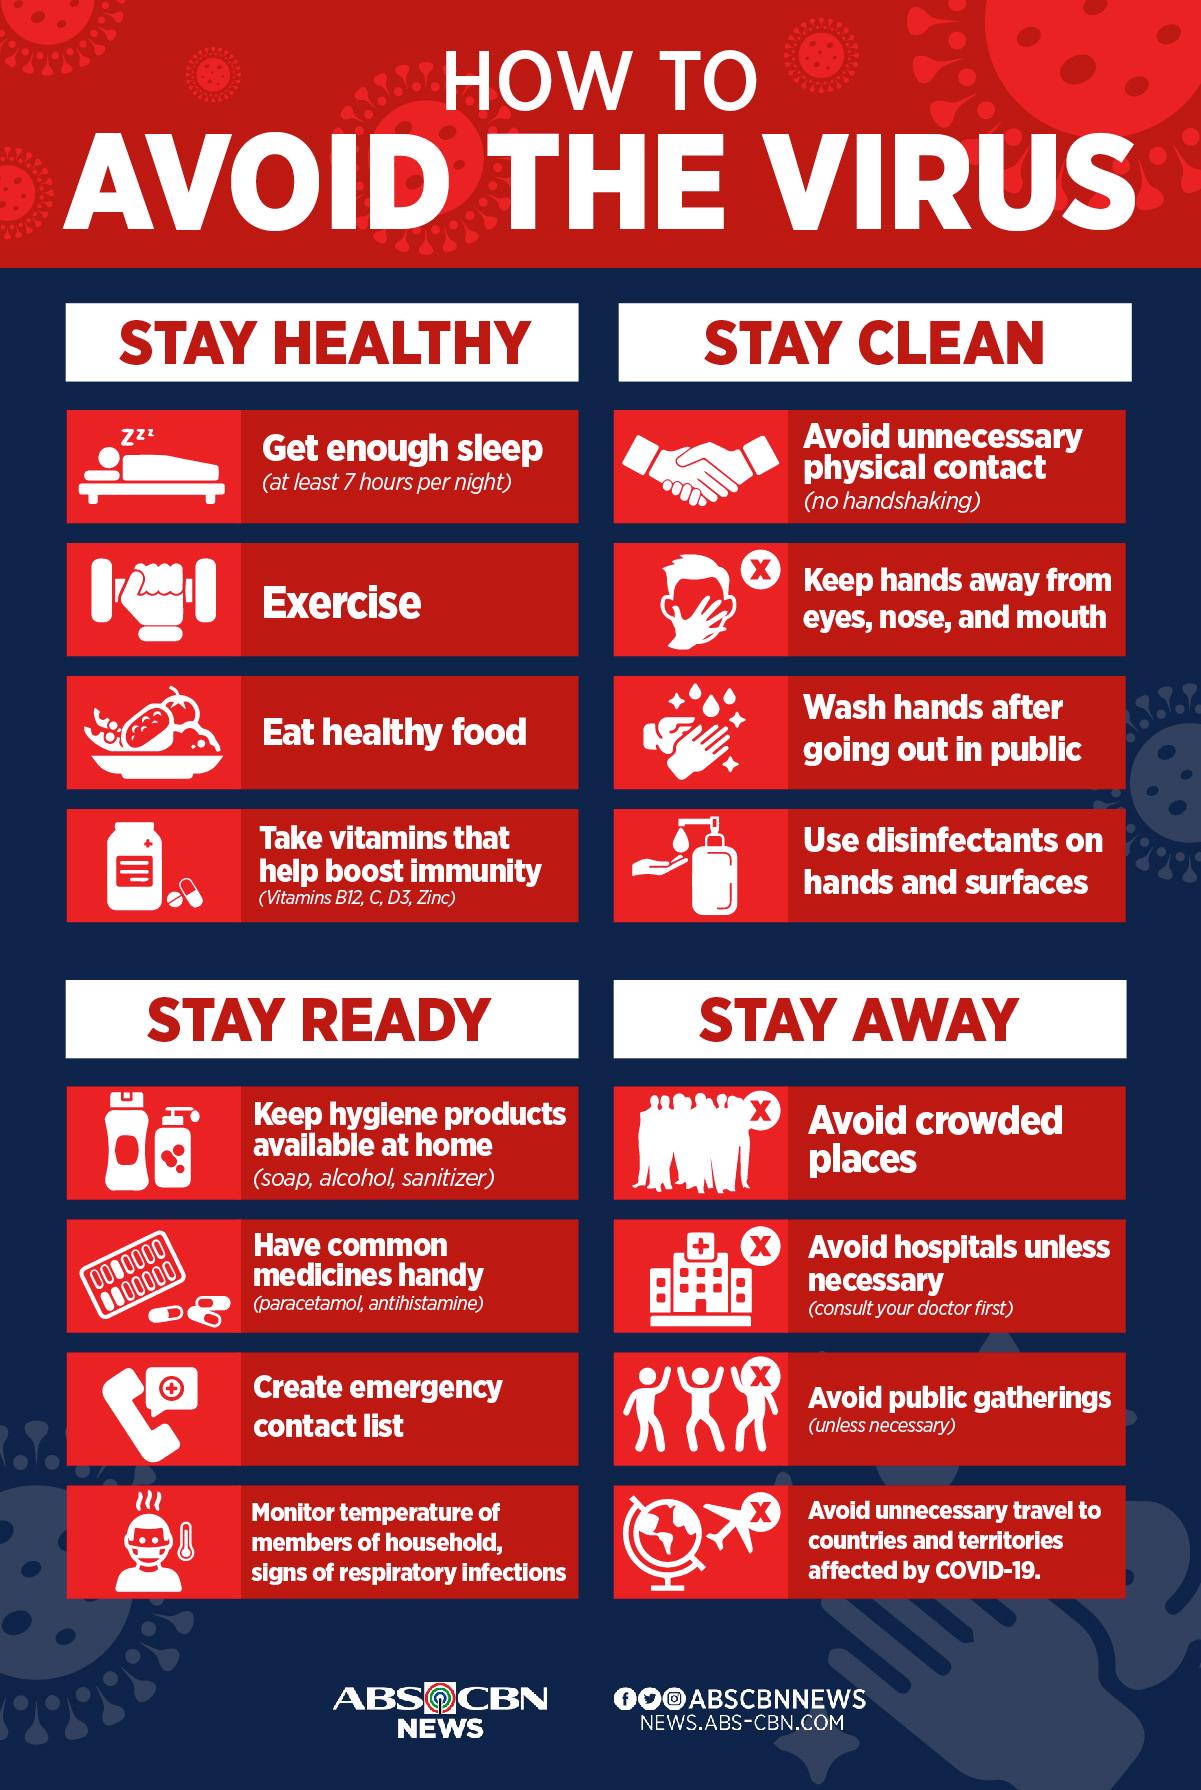 HOW TO
AVOID THE VIRUS
STAY HEALTHY
zzz
Get enough sleep
(at least 7 hours per night)
Exercise
Eat healthy food
Take vitamins that
help boost immunity
(Vitamins B12, C, D3, Zinc)
STAY CLEAN
Avoid unnecessary
physical contact
(no handshaking)
X
Keep hands away from
eyes, nose, and mouth
Wash hands after
going out in public
Use disinfectants on
hands and surfaces
STAY READY
Keep hygiene products
available at home
(soap, alcohol, sanitizer)
Have common
medicines handy
(paracetamol, antihistamine)
Create emergency
contact list
Monitor temperature of
members of household,
signs of respiratory infections
STAY AWAY
X
Avoid crowded
places
X
Avoid hospitals unless
necessary
(consult your doctor first)
X
Avoid public gatherings
(unless necessary)
X
Avoid unnecessary travel to
countries and territories
affected by COVID-19.
ABS CBN
NEWS
ABSCBNNEWS
NEWS.ABS-CBN.COM